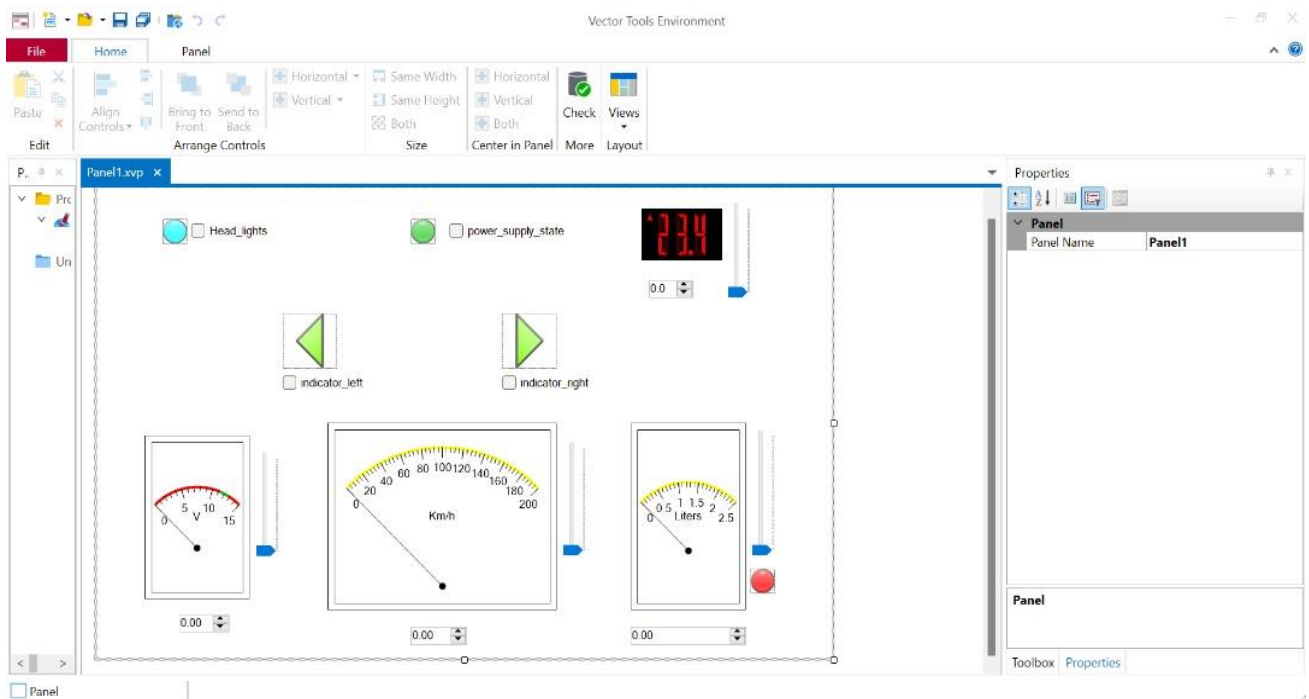 Vector Tools Environment
File Home Panel
Paste
Align Controls
Bring to Front
Send to Back
Horizontal
Vertical
Same Width
Same Height
Both
Horizontal
Vertical
Both
Check
Views
Edit Arrange Controls Size Center in Panel More Layout
P..
Panel1.xvp
Properties
Prc
Un
Panel
Panel Name Panel1
Head_lights
power_supply_state
23.4
0.0
indicator_left
indicator_right
0 5 10 15
V
0 20 40 60 80 100 120 140 160 180 200
Km/h
0 0.5 1 1.5 2 2.5
Liters
0.00
0.00
0.00
Panel
Toolbox Properties
Panel